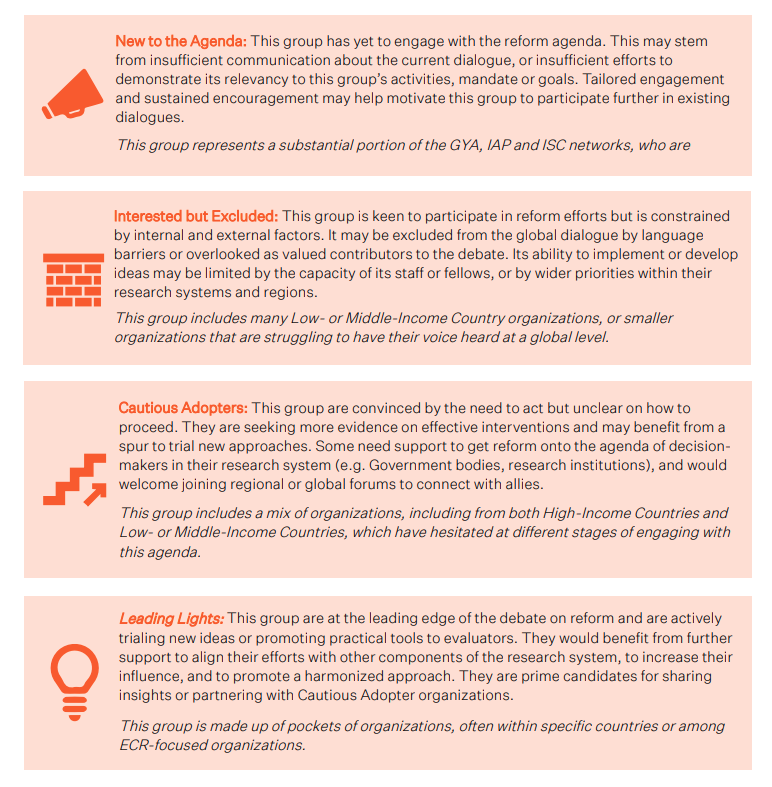 New to the Agenda: This group has yet to engage with the reform agenda. This may stem
from insufficient communication about the current dialogue, or insufficient efforts to
demonstrate its relevancy to this group's activities, mandate or goals. Tailored engagement
and sustained encouragement may help motivate this group to participate further in existing
dialogues.
This group represents a substantial portion of the GYA, IAP and ISC networks, who are
Interested but Excluded: This group is keen to participate in reform efforts but is constrained
by internal and external factors. It may be excluded from the global dialogue by language
barriers or overlooked as valued contributors to the debate. Its ability to implement or develop
ideas may be limited by the capacity of its staff or fellows, or by wider priorities within their
research systems and regions.
This group includes many Low- or Middle-Income Country organizations, or smaller
organizations that are struggling to have their voice heard at a global level.
Cautious Adopters: This group are convinced by the need to act but unclear on how to
proceed. They are seeking more evidence on effective interventions and may benefit from a
spur to trial new approaches. Some need support to get reform onto the agenda of decision-
makers in their research system (e.g. Government bodies, research institutions), and would
welcome joining regional or global forums to connect with allies.
This group includes a mix of organizations, including from both High-Income Countries and
Low- or Middle-Income Countries, which have hesitated at different stages of engaging with
this agenda.
Leading Lights: This group are at the leading edge of the debate on reform and are actively
trialing new ideas or promoting practical tools to evaluators. They would benefit from further
support to align their efforts with other components of the research system, to increase their
influence, and to promote a harmonized approach. They are prime candidates for sharing
insights or partnering with Cautious Adopter organizations.
This group is made up of pockets of organizations, often within specific countries or among
ECR-focused organizations.